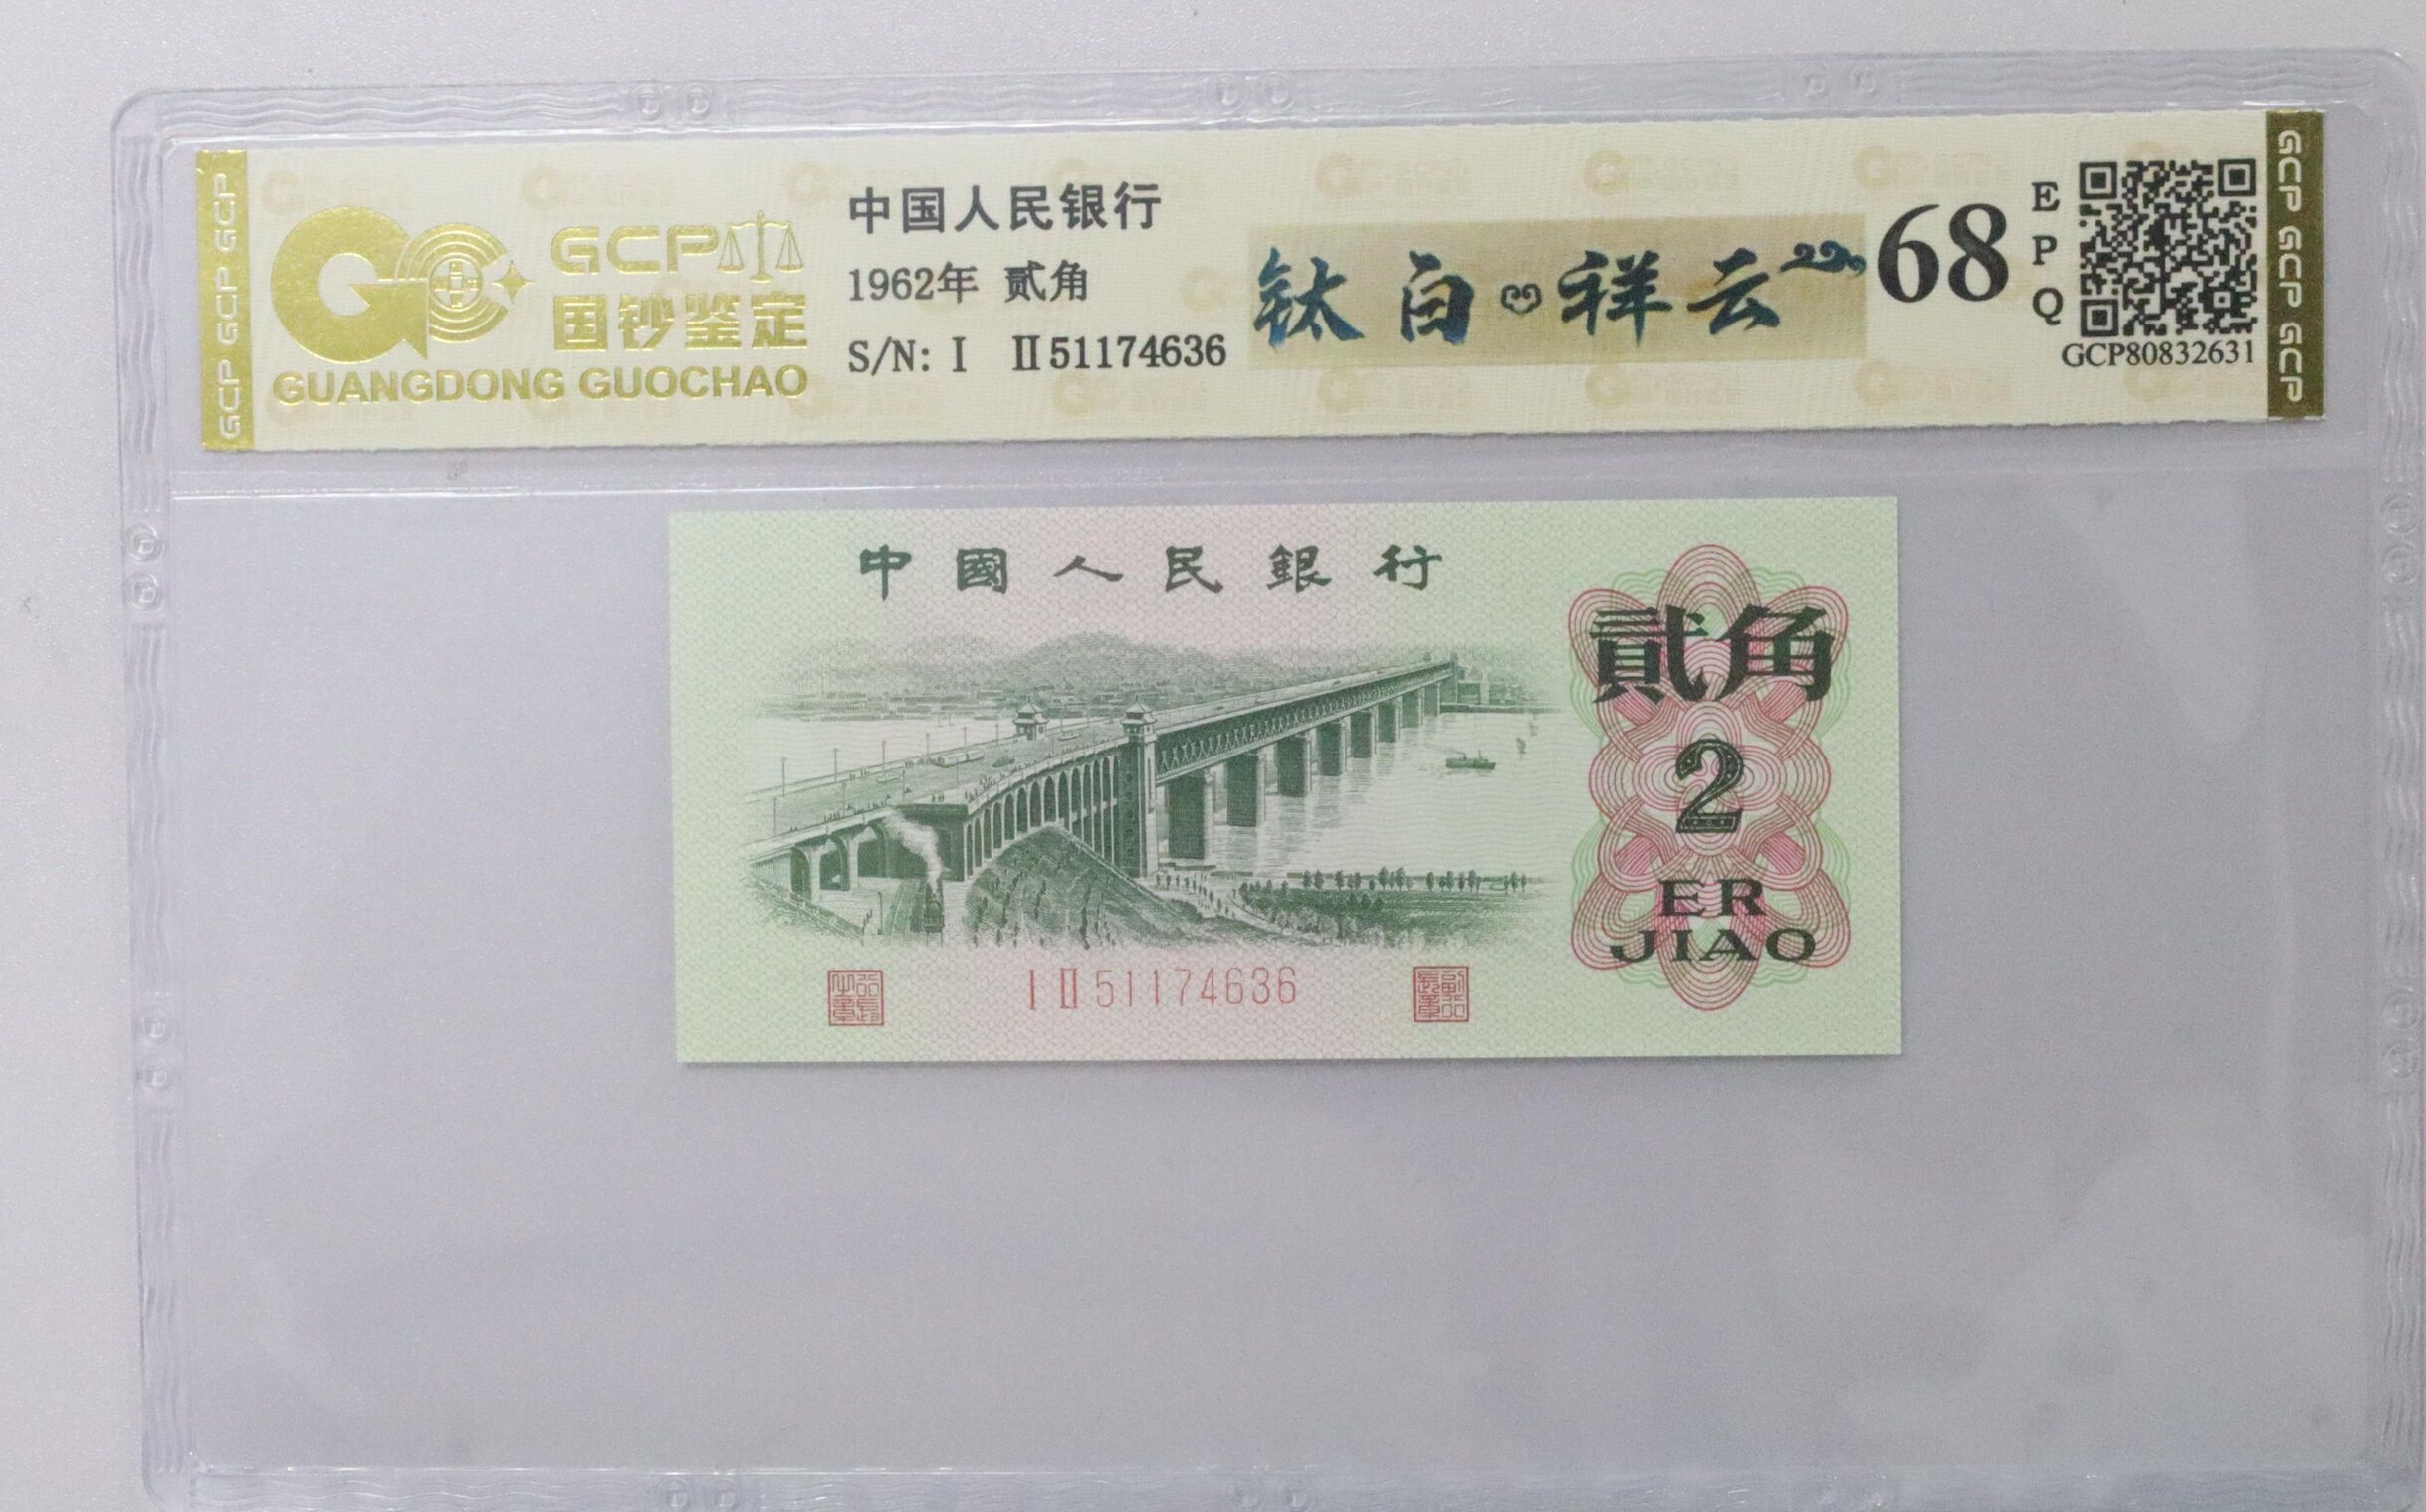 GCP GCP GCP
GCP
国钞鉴定
GUANGDONG GUOCHAO
中国人民银行
1962年 贰角
S/N: I II51174636
钛白 祥云
68
EPQ
GCP80832631
GCP GCP GCP
中國人民銀行
貳角
2
ER
JIAO
I II 51174636